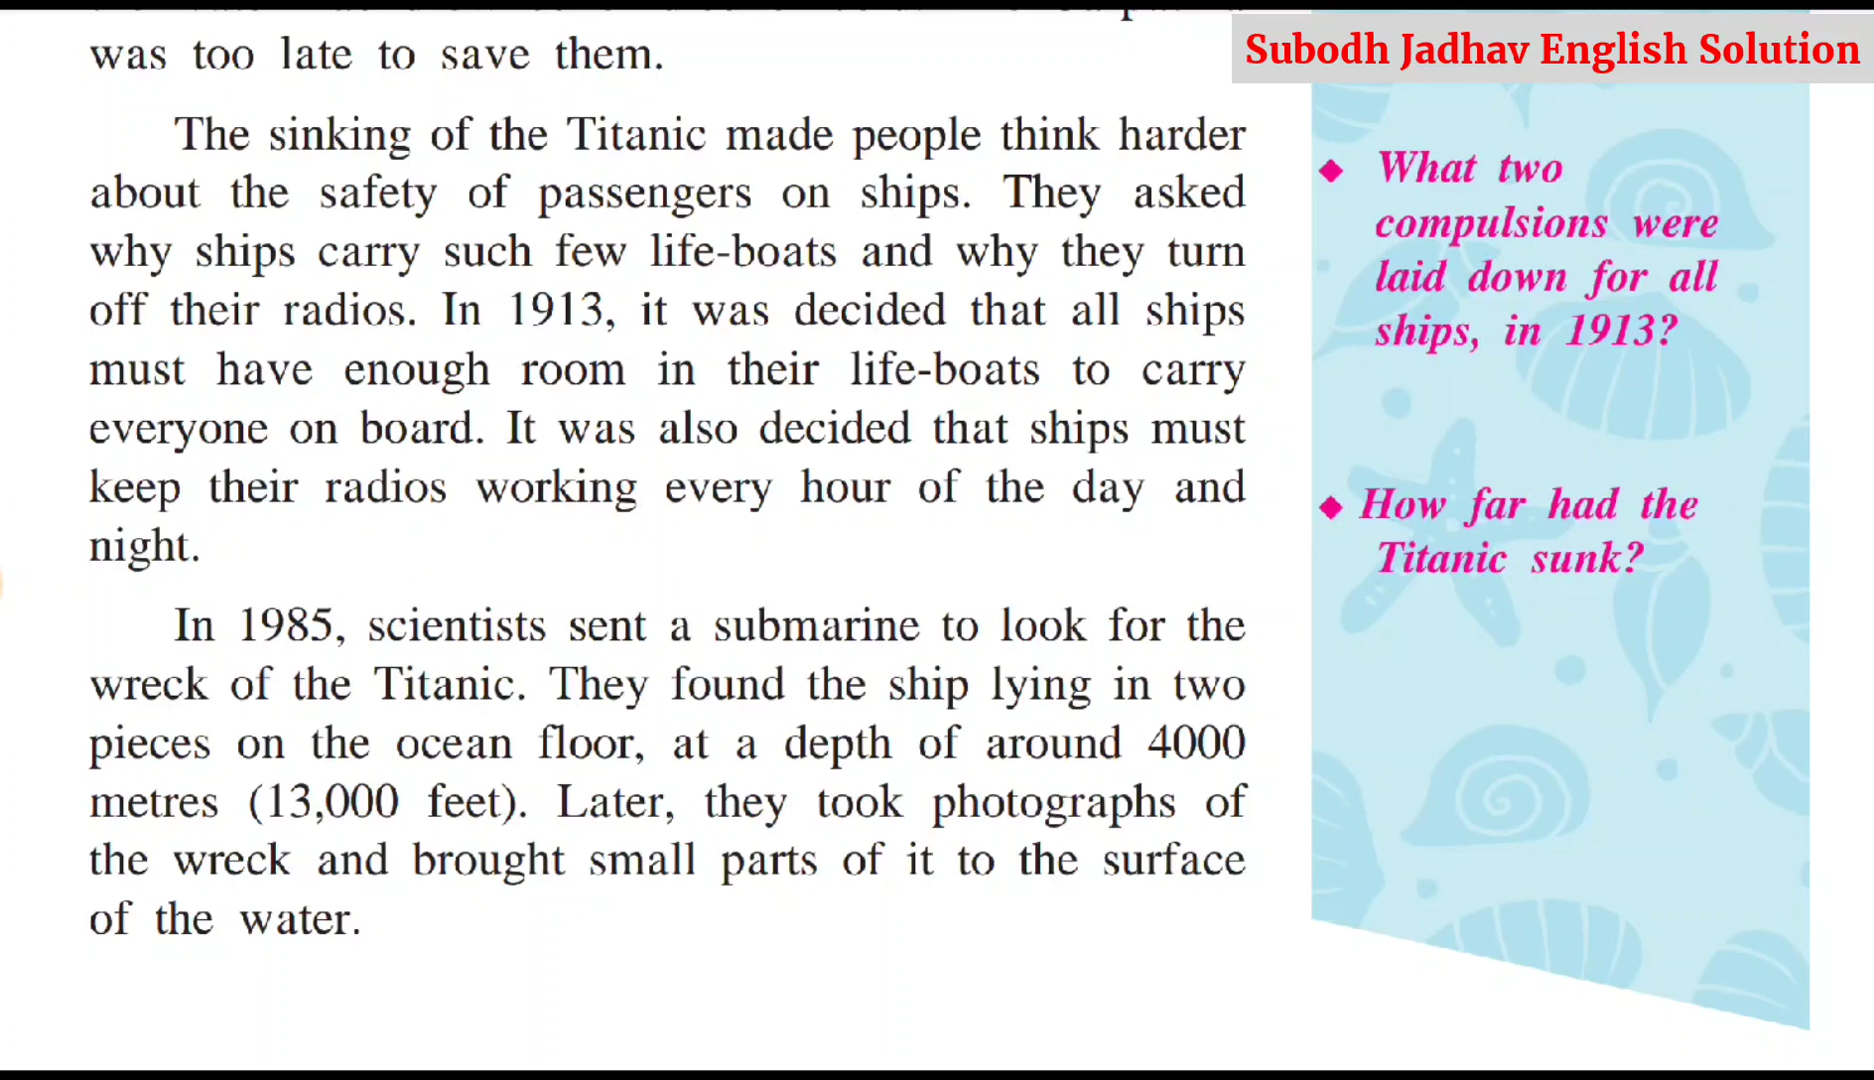 was too late to save them.
Subodh Jadhav English Solution
The sinking of the Titanic made people think harder
about the safety of passengers on ships. They asked
why ships carry such few life-boats and why they turn
off their radios. In 1913, it was decided that all ships
must have enough room in their life-boats to carry
everyone on board. It was also decided that ships must
keep their radios working every hour of the day and
night.
In 1985, scientists sent a submarine to look for the
wreck of the Titanic. They found the ship lying in two
pieces on the ocean floor, at a depth of around 4000
metres (13,000 feet). Later, they took photographs of
the wreck and brought small parts of it to the surface
of the water.
◆ What two
compulsions were
laid down for all
ships, in 1913?
◆ How far had the
Titanic sunk?